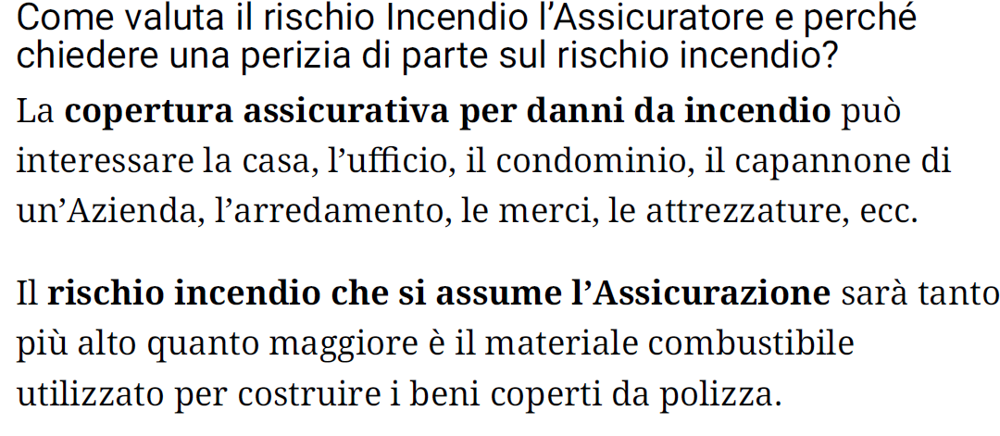 Come valuta il rischio Incendio l’Assicuratore e perché
chiedere una perizia di parte sul rischio incendio?
La copertura assicurativa per danni da incendio può
interessare la casa, l’ufficio, il condominio, il capannone di
un’Azienda, l’arredamento, le merci, le attrezzature, ecc.
Il rischio incendio che si assume l’Assicurazione sarà tanto
più alto quanto maggiore è il materiale combustibile
utilizzato per costruire i beni coperti da polizza.